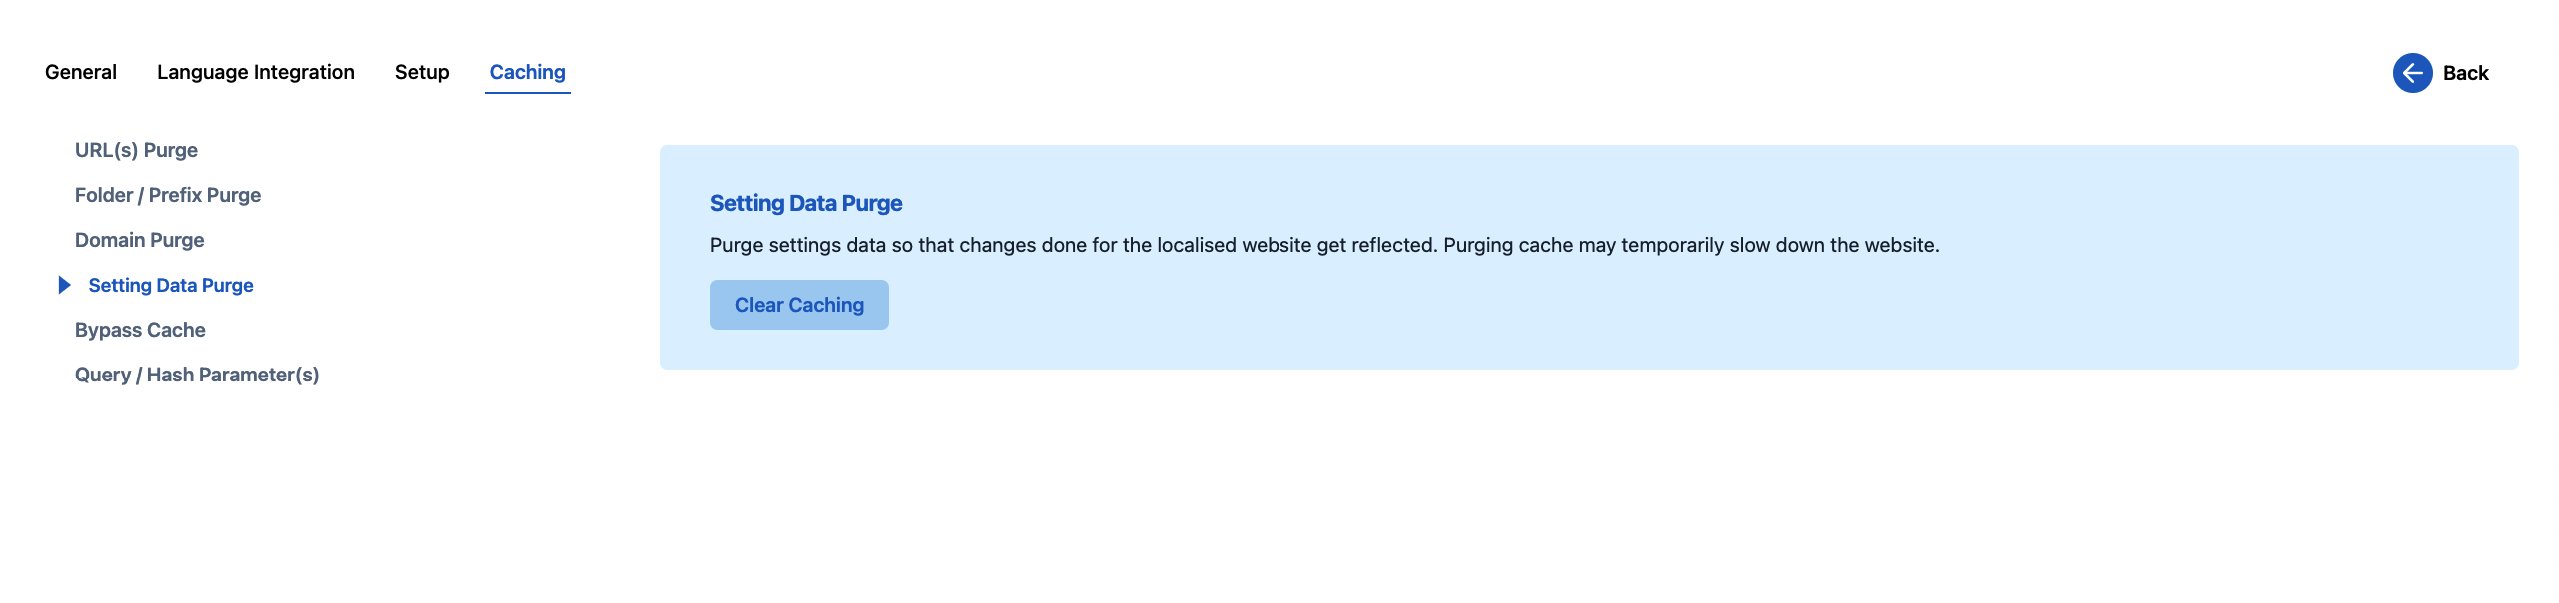 General
Language Integration
Setup
Caching
Back
URL(s) Purge
Folder / Prefix Purge
Domain Purge
Setting Data Purge
Bypass Cache
Query / Hash Parameter(s)
Setting Data Purge
Purge settings data so that changes done for the localised website get reflected. Purging cache may temporarily slow down the website.
Clear Caching